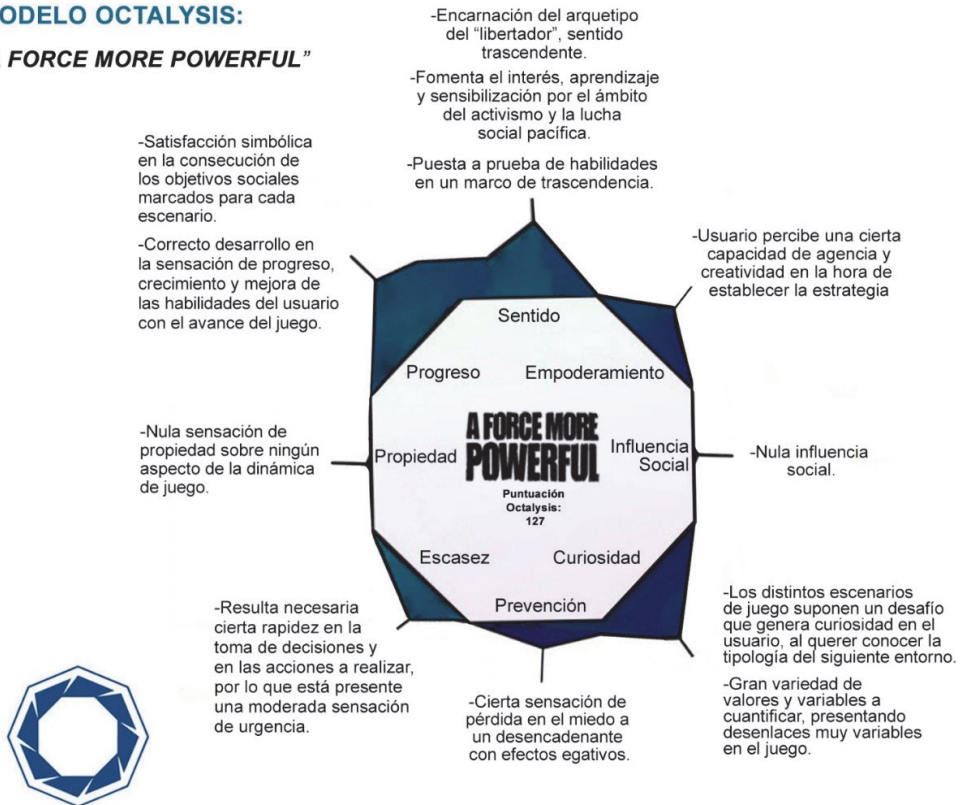 ODELO OCTALYSIS:
FORCE MORE POWERFUL”
-Encarnación del arquetipo
del “libertador”, sentido
trascendente.
-Fomenta el interés, aprendizaje
y sensibilización por el ámbito
del activismo y la lucha
social pacífica.
-Puesta a prueba de habilidades
en un marco de trascendencia.
-Satisfacción simbólica
en la consecución de
los objetivos sociales
marcados para cada
escenario.
-Correcto desarrollo en
la sensación de progreso,
crecimiento y mejora de
las habilidades del usuario
con el avance del juego.
-Usuario percibe una cierta
capacidad de agencia y
creatividad en la hora de
establecer la estrategia
Sentido
Progreso
Empoderamiento
-Nula sensación de
propiedad sobre ningún
aspecto de la dinámica
de juego.
Propiedad
A FORCE MORE
POWERFUL
Puntuación
Octalysis:
127
Influencia
Social
-Nula influencia
social.
Escasez
Curiosidad
Prevención
-Resulta necesaria
cierta rapidez en la
toma de decisiones y
en las acciones a realizar,
por lo que está presente
una moderada sensación
de urgencia.
-Cierta sensación de
pérdida en el miedo a
un desencadenante
con efectos egativos.
-Los distintos escenarios
de juego suponen un desafío
que genera curiosidad en el
usuario, al querer conocer la
tipología del siguiente entorno.
-Gran variedad de
valores y variables a
cuantificar, presentando
desenlaces muy variables
en el juego.